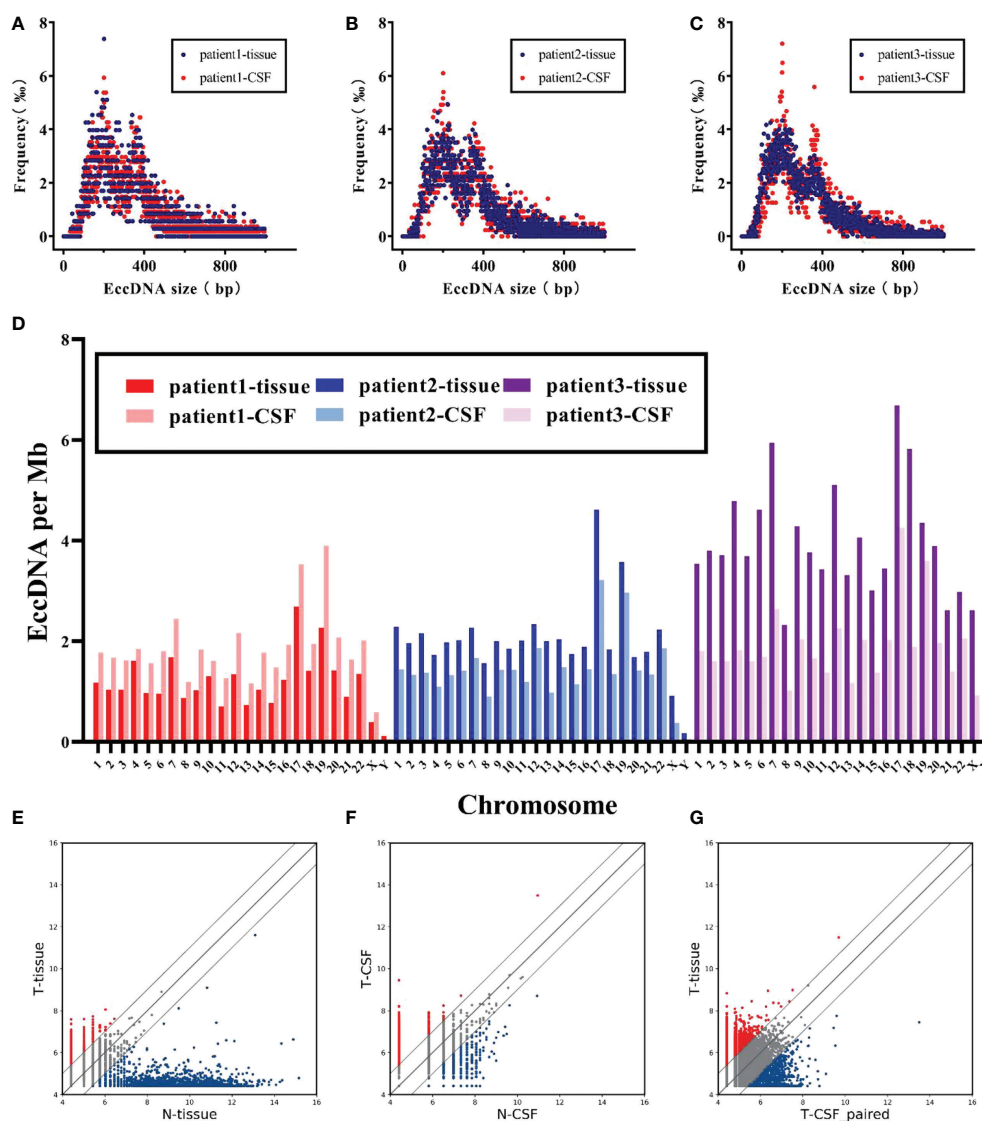 A
B
C
8
6
4
2
0
Frequency (‰)
patient1-tissue
patient1-CSF
0
400
800
EccDNA size ( bp)
8
6
4
2
0
Frequency (‰)
patient2-tissue
patient2-CSF
0
400
800
EccDNA size ( bp)
8
6
4
2
0
Frequency (‰)
patient3-tissue
patient3-CSF
0
400
800
EccDNA size ( bp)
D
8
6
4
2
0
EccDNA per Mb
patient1-tissue
patient2-tissue
patient3-tissue
patient1-CSF
patient2-CSF
patient3-CSF
1 2 3 4 5 6 7 8 9 10 11 12 13 14 15 16 17 18 19 20 21 22 X Y 1 2 3 4 5 6 7 8 9 10 11 12 13 14 15 16 17 18 19 20 21 22 X Y 1 2 3 4 5 6 7 8 9 10 11 12 13 14 15 16 17 18 19 20 21 22 X
Chromosome
E
F
G
16
14
12
10
8
6
4
T-tissue
4 6 8 10 12 14 16
N-tissue
16
14
12
10
8
6
4
T-CSF
4 6 8 10 12 14 16
N-CSF
16
14
12
10
8
6
4
T-tissue
4 6 8 10 12 14 16
T-CSF paired